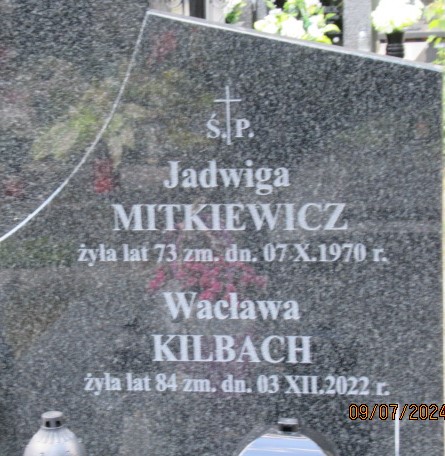 Ś.P.
Jadwiga
MITKIEWICZ
żyła lat 73 zm. dn. 07 X.1970 r.
Wacława
KILBACH
żyła lat 84 zm. dn. 03 XII.2022 r.
09/07/2024